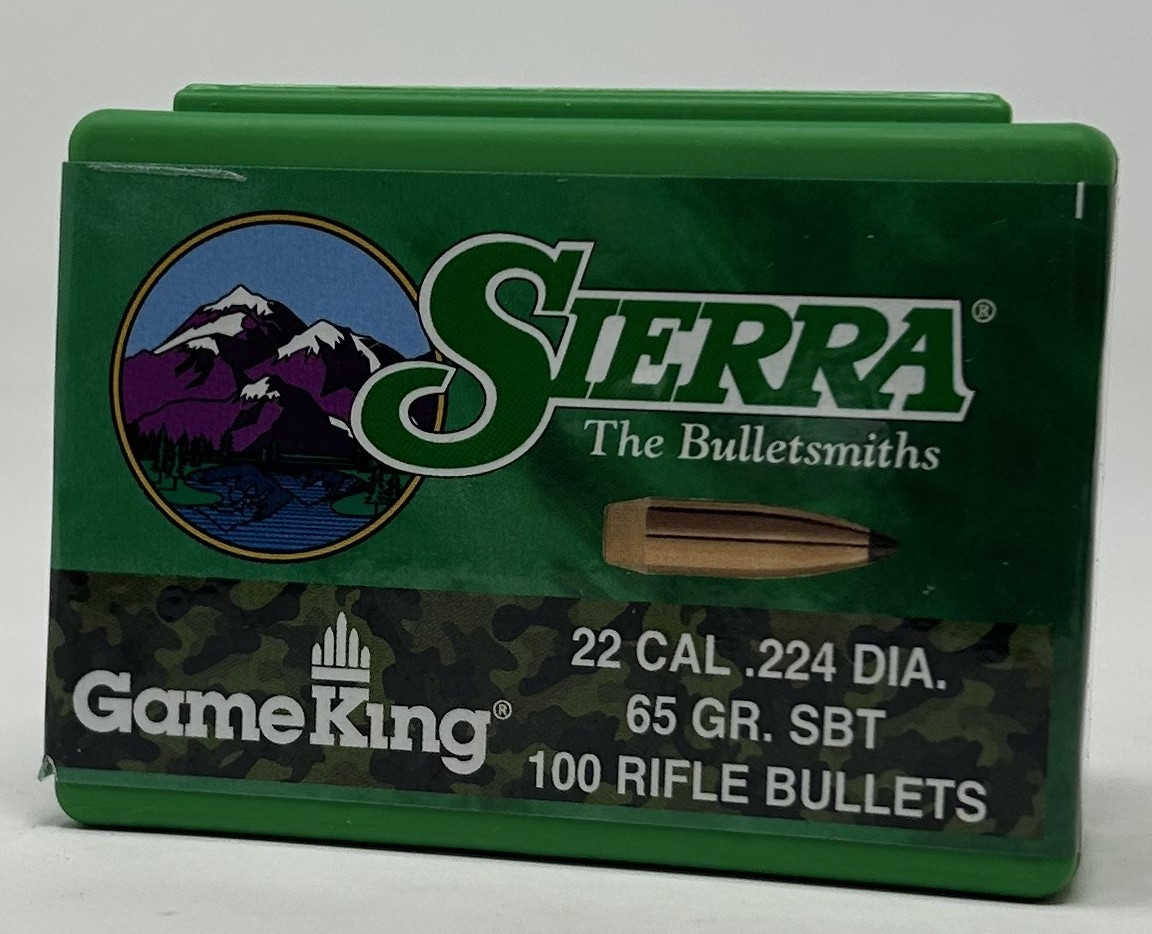 SIERRA®
The Bulletsmiths
GameKing®
22 CAL .224 DIA.
65 GR. SBT
100 RIFLE BULLETS